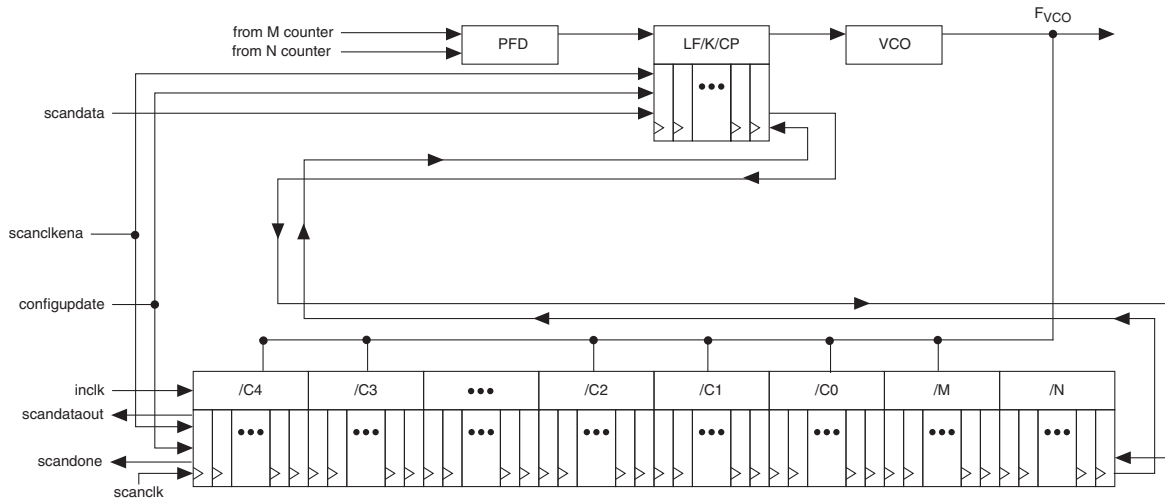 F_VCO
from M counter
from N counter
PFD
LF/K/CP
VCO
•••
scandata
scanclkena
configupdate
inclk
/C4
/C3
•••
/C2
/C1
/C0
/M
/N
scandataout
••• ••• ••• ••• ••• ••• ••• •••
scandone
scanclk